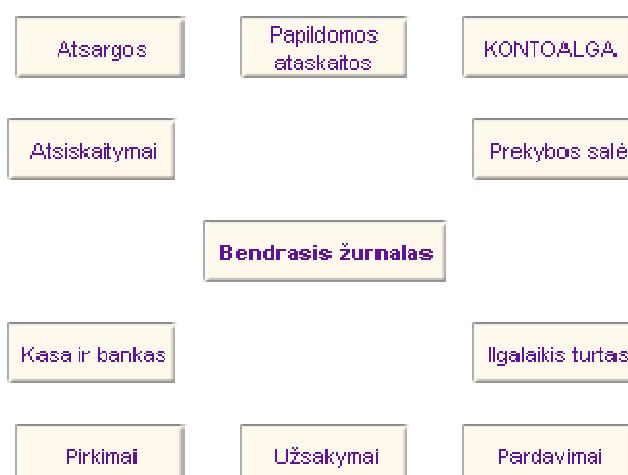 Atsargos
Papildomos
ataskaitos
KONTOALGA
Atsiskaitymai
Prekybos salė
Bendrasis žurnalas
Kasa ir bankas
Ilgalaikis turtas
Pirkimai
Užsakymai
Pardavimai